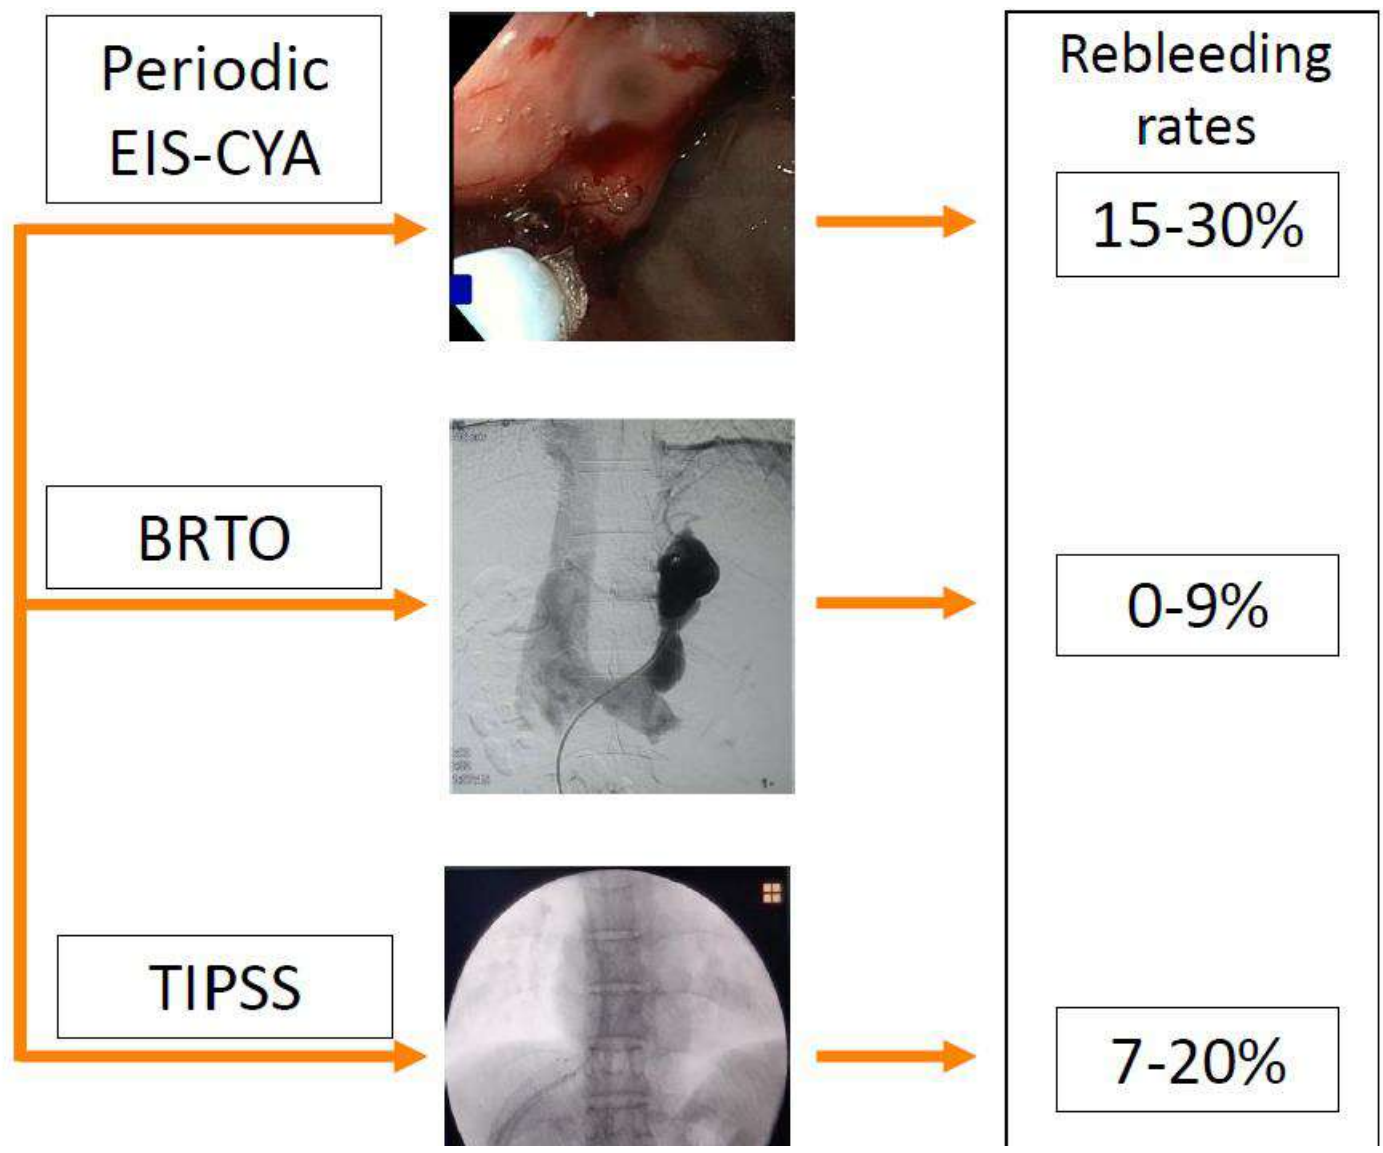 Periodic
EIS-CYA
Rebleeding
rates
15-30%
BRTO
0-9%
TIPSS
7-20%